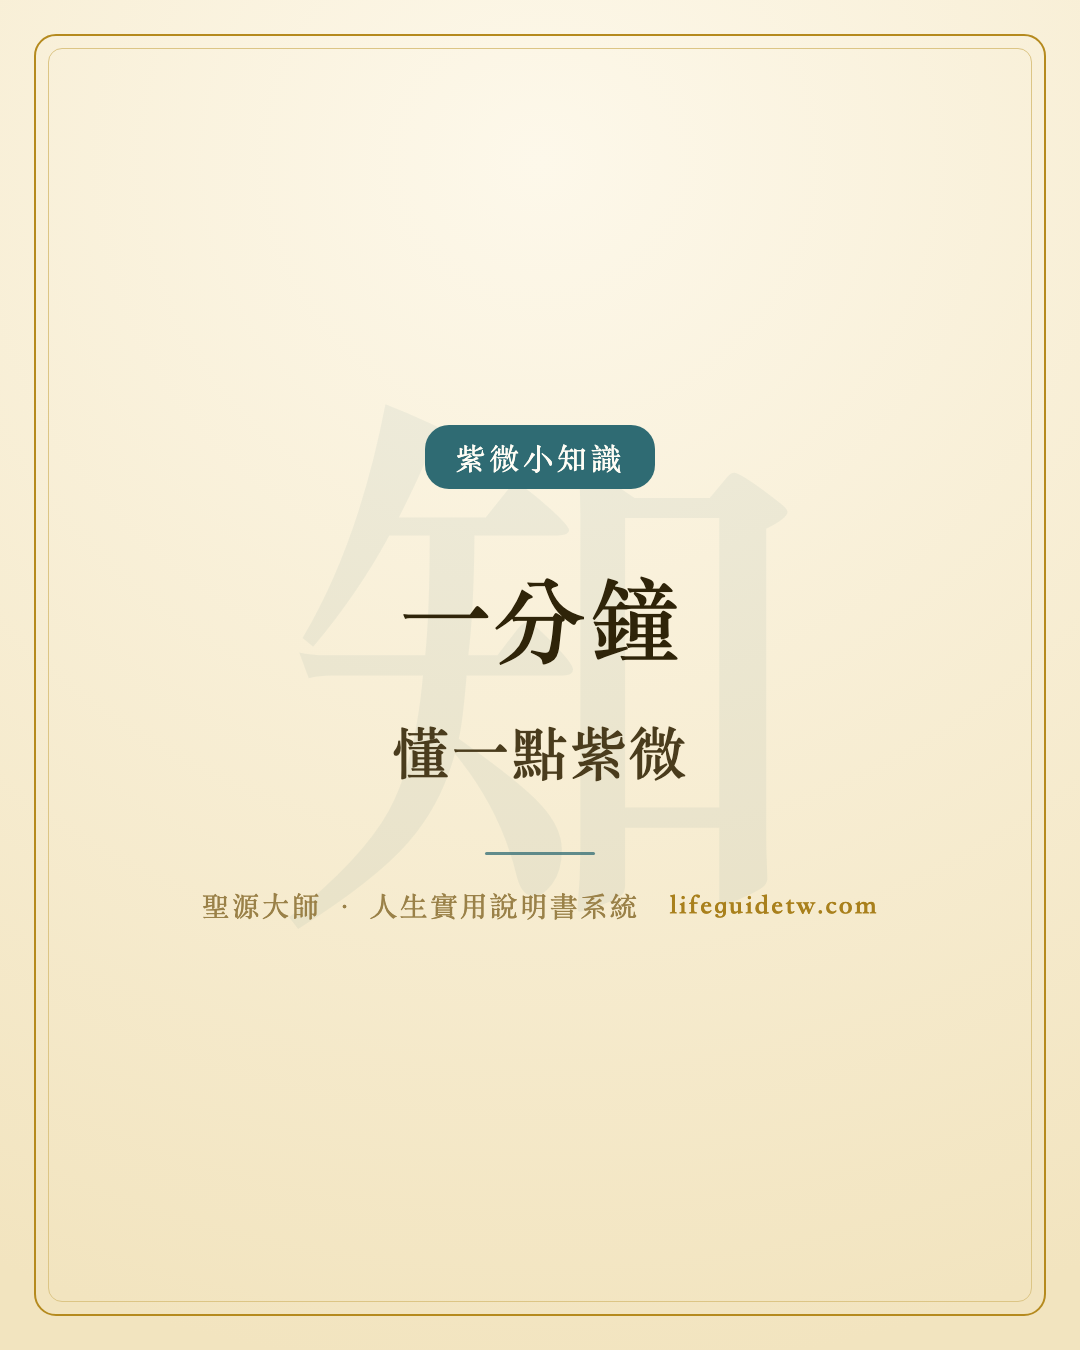 紫微小知識
知
一分鐘
懂一點紫微
聖源大師 · 人生實用說明書系統 lifeguidetw.com